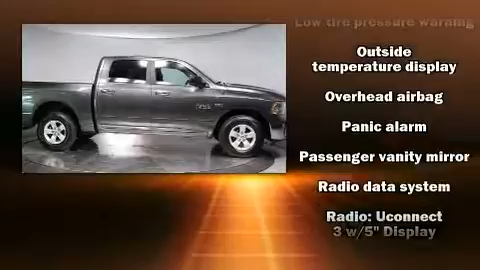 Low tire pressure warning
Outside
temperature display
Overhead airbag
Panic alarm
Passenger vanity mirror
Radio data system
Radio: Uconnect
3 w/5" Display